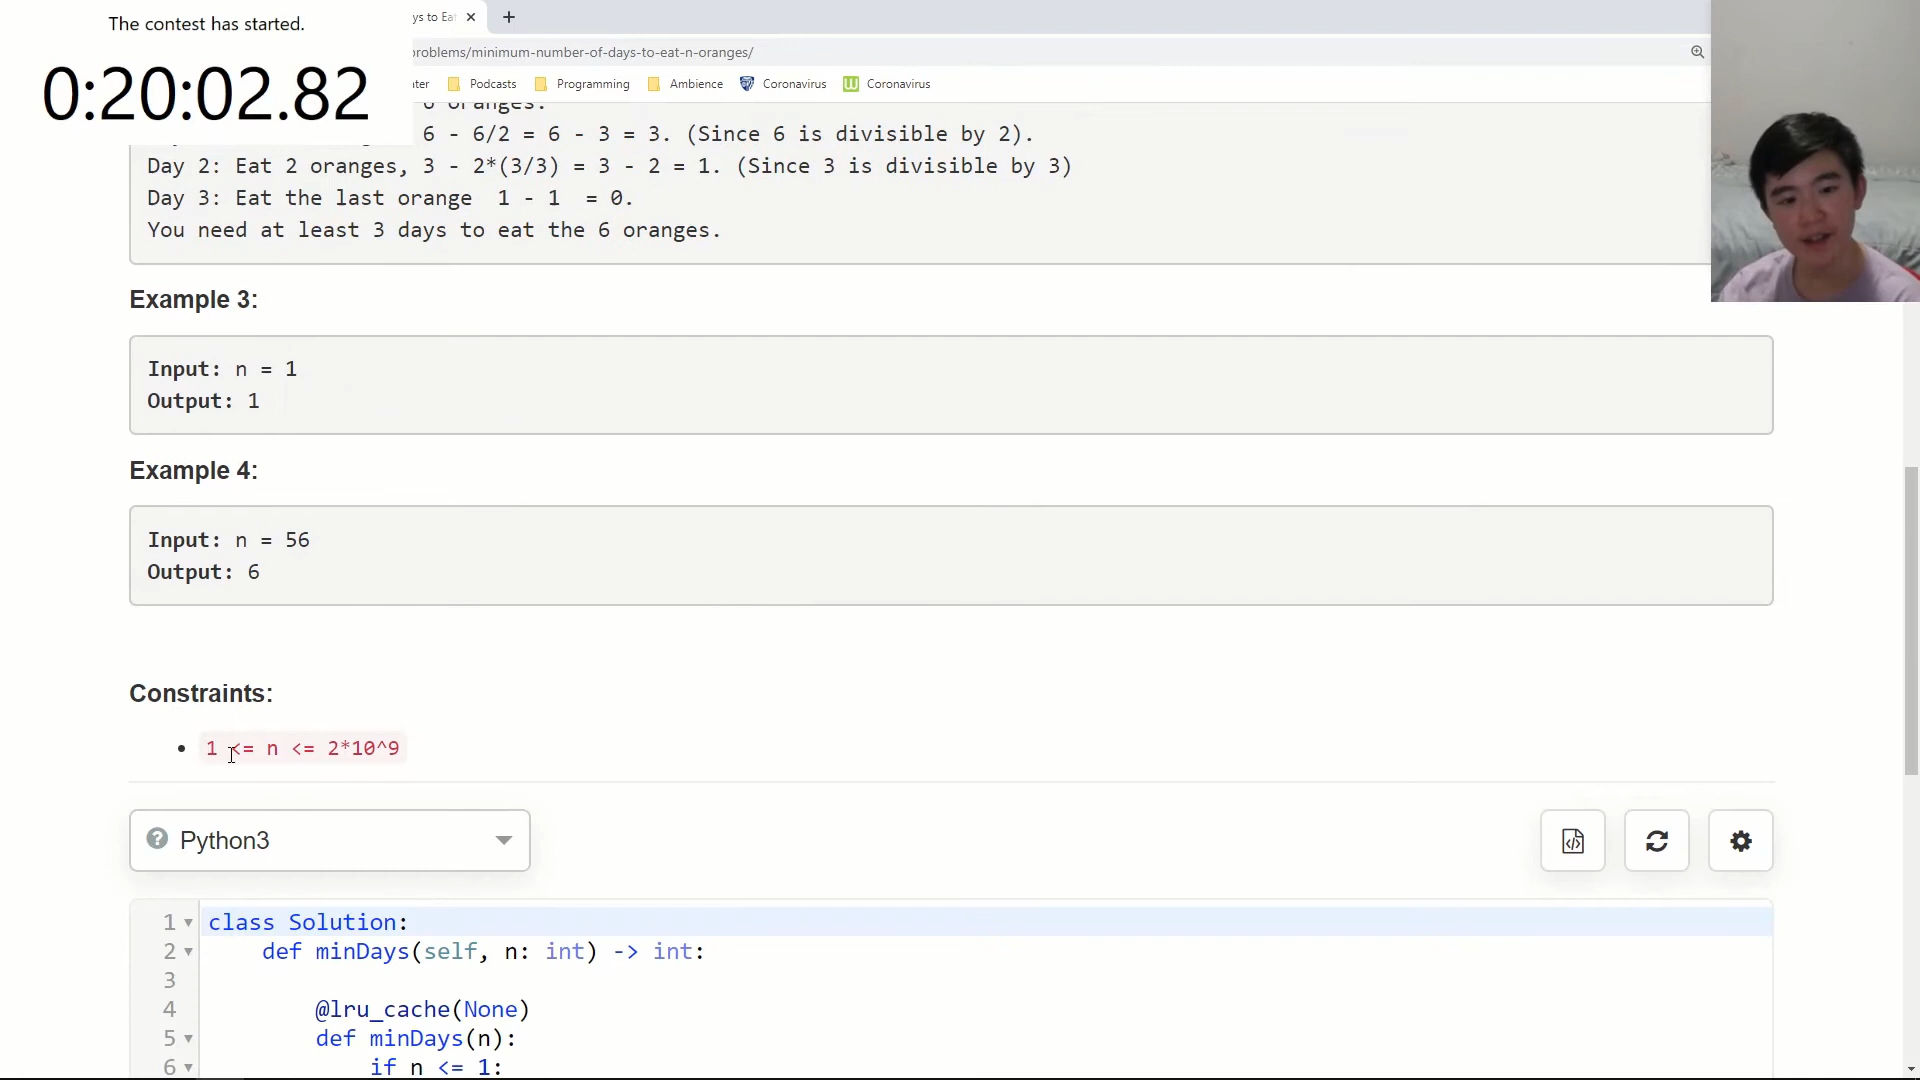 The contest has started.
0:20:02.82
ys to Ea
problems/minimum-number-of-days-to-eat-n-oranges/
ter Podcasts Programming Ambience Coronavirus Coronavirus
6 oranges.
6 - 6/2 = 6 - 3 = 3. (Since 6 is divisible by 2).
Day 2: Eat 2 oranges, 3 - 2*(3/3) = 3 - 2 = 1. (Since 3 is divisible by 3)
Day 3: Eat the last orange  1 - 1  = 0.
You need at least 3 days to eat the 6 oranges.
Example 3:
Input: n = 1
Output: 1
Example 4:
Input: n = 56
Output: 6
Constraints:
1 <= n <= 2*10^9
Python3
1 class Solution:
2 def minDays(self, n: int) -> int:
3
4 @lru_cache(None)
5 def minDays(n):
6 if n <= 1: